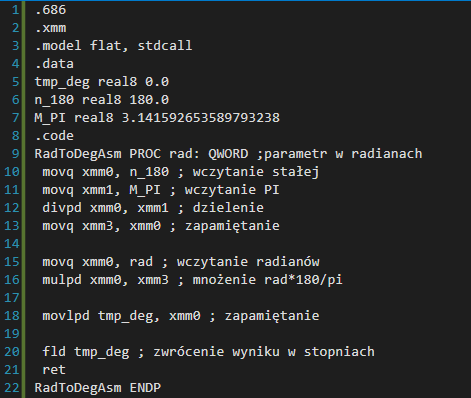 1 .686
2 .xmm
3 .model flat, stdcall
4 .data
5 tmp_deg real8 0.0
6 n_180 real8 180.0
7 M_PI real8 3.141592653589793238
8 .code
9 RadToDegAsm PROC rad: QWORD ;parametr w radianach
10 movq xmm0, n_180 ; wczytanie stałej
11 movq xmm1, M_PI ; wczytanie PI
12 divpd xmm0, xmm1 ; dzielenie
13 movq xmm3, xmm0 ; zapamiętanie
14
15 movq xmm0, rad ; wczytanie radianów
16 mulpd xmm0, xmm3 ; mnożenie rad*180/pi
17
18 movlpd tmp_deg, xmm0 ; zapamiętanie
19
20 fld tmp_deg ; zwrócenie wyniku w stopniach
21 ret
22 RadToDegAsm ENDP